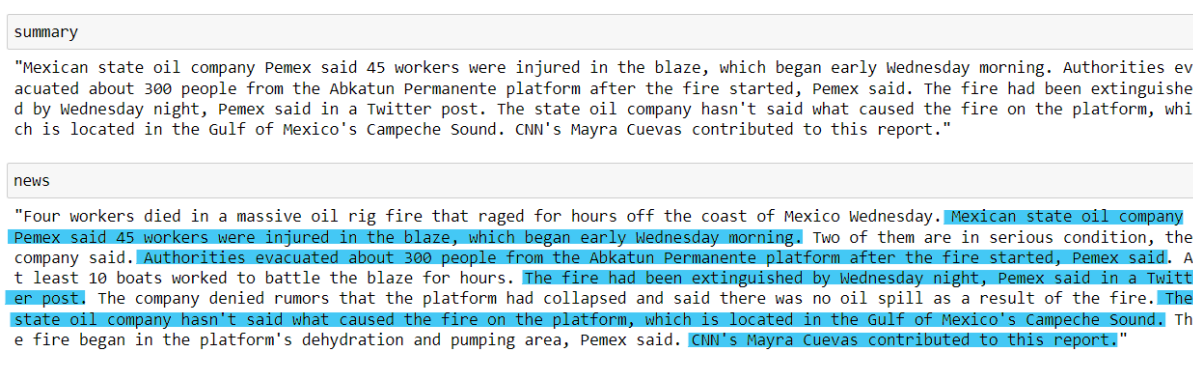 summary
"Mexican state oil company Pemex said 45 workers were injured in the blaze, which began early Wednesday morning. Authorities ev
acuated about 300 people from the Abkatun Permanente platform after the fire started, Pemex said. The fire had been extinguishe
d by Wednesday night, Pemex said in a Twitter post. The state oil company hasn't said what caused the fire on the platform, whi
ch is located in the Gulf of Mexico's Campeche Sound. CNN's Mayra Cuevas contributed to this report."
news
"Four workers died in a massive oil rig fire that raged for hours off the coast of Mexico Wednesday. Mexican state oil company
Pemex said 45 workers were injured in the blaze, which began early Wednesday morning. Two of them are in serious condition, the
company said. Authorities evacuated about 300 people from the Abkatun Permanente platform after the fire started, Pemex said. A
t least 10 boats worked to battle the blaze for hours. The fire had been extinguished by Wednesday night, Pemex said in a Twitt
er post. The company denied rumors that the platform had collapsed and said there was no oil spill as a result of the fire. The
state oil company hasn't said what caused the fire on the platform, which is located in the Gulf of Mexico's Campeche Sound. Th
e fire began in the platform's dehydration and pumping area, Pemex said. CNN's Mayra Cuevas contributed to this report."